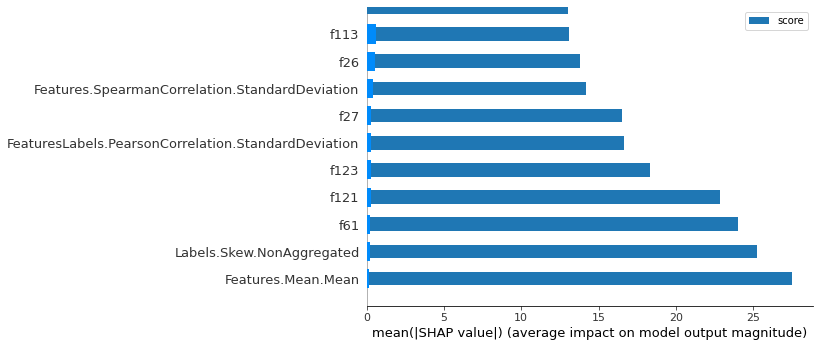 score
f113
f26
Features.SpearmanCorrelation.StandardDeviation
f27
FeaturesLabels.PearsonCorrelation.StandardDeviation
f123
f121
f61
Labels.Skew.NonAggregated
Features.Mean.Mean
0 5 10 15 20 25
mean(|SHAP value|) (average impact on model output magnitude)